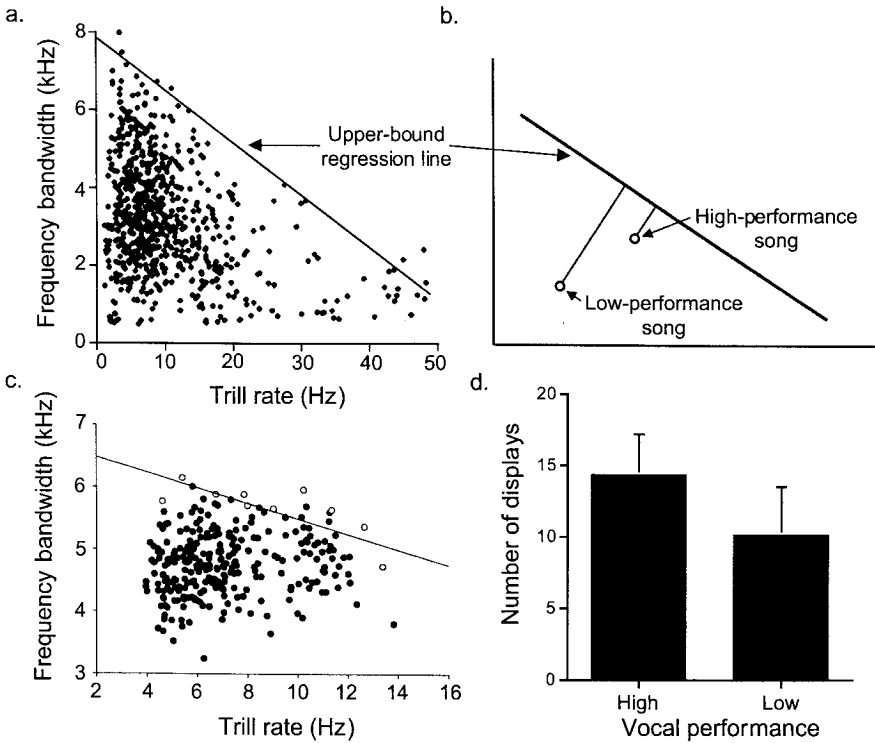 a.
Frequency bandwidth (kHz)
8
6
4
2
0
0 10 20 30 40 50
Trill rate (Hz)
Upper-bound
regression line
b.
High-performance
song
Low-performance
song
c.
Frequency bandwidth (kHz)
7
6
5
4
3
2 4 6 8 10 12 14 16
Trill rate (Hz)
d.
Number of displays
20
15
10
5
0
High Low
Vocal performance